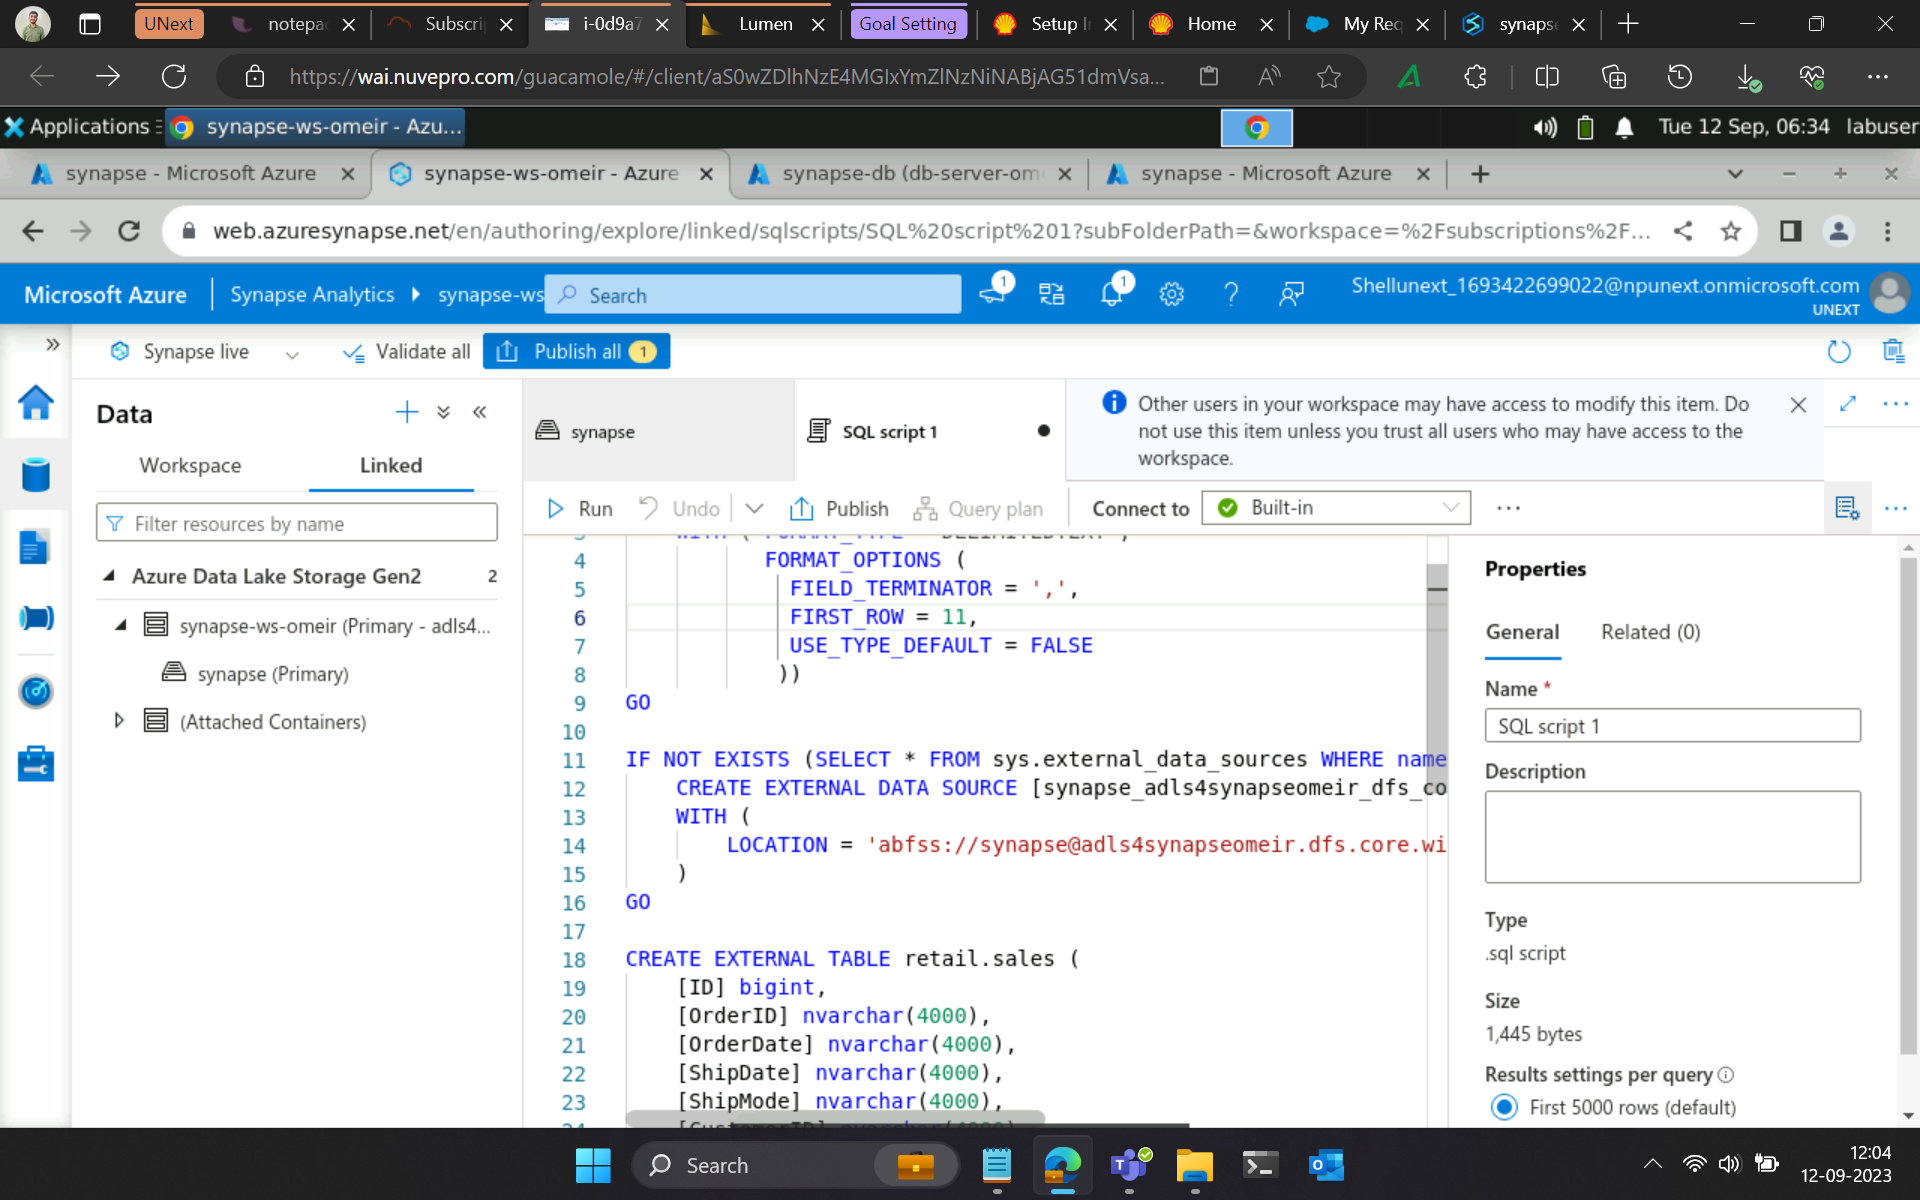 UNext
notepa
Subscrip
i-0d9a7
Lumen
Goal Setting
Setup I
Home
My Req
synapse
https://wai.nuvepro.com/guacamole/#/client/aS0wZDlhNzE4MGIxYmZlNzNiNABjAG51dmVsa...
Applications
synapse-ws-omeir - Azu...
Tue 12 Sep, 06:34 labuser
synapse - Microsoft Azure
synapse-ws-omeir - Azure
synapse-db (db-server-ome
synapse - Microsoft Azure
web.azuresynapse.net/en/authoring/explore/linked/sqlscripts/SQL%20script%201?subFolderPath=&workspace=%2Fsubscriptions%2F...
Microsoft Azure
Synapse Analytics
synapse-ws
Search
1
1
Shellunext_1693422699022@npunext.onmicrosoft.com
UNEXT
Synapse live
Validate all
Publish all 1
Data
Workspace
Linked
Filter resources by name
Azure Data Lake Storage Gen2 2
synapse-ws-omeir (Primary - adls4...
synapse (Primary)
(Attached Containers)
synapse
SQL script 1
Other users in your workspace may have access to modify this item. Do
not use this item unless you trust all users who may have access to the
workspace.
Run
Undo
Publish
Query plan
Connect to
Built-in
3 WITH ( FORMAT_TYPE = DELIMITEDTEXT ,
4 FORMAT_OPTIONS (
5 FIELD_TERMINATOR = ',',
6 FIRST_ROW = 11,
7 USE_TYPE_DEFAULT = FALSE
8 ))
9 GO
10
11 IF NOT EXISTS (SELECT * FROM sys.external_data_sources WHERE name
12 CREATE EXTERNAL DATA SOURCE [synapse_adls4synapseomeir_dfs_co
13 WITH (
14 LOCATION = 'abfss://synapse@adls4synapseomeir.dfs.core.wi
15 )
16 GO
17
18 CREATE EXTERNAL TABLE retail.sales (
19 [ID] bigint,
20 [OrderID] nvarchar(4000),
21 [OrderDate] nvarchar(4000),
22 [ShipDate] nvarchar(4000),
23 [ShipMode] nvarchar(4000),
Properties
General
Related (0)
Name *
SQL script 1
Description
Type
.sql script
Size
1,445 bytes
Results settings per query
First 5000 rows (default)
Search
12:04
12-09-2023